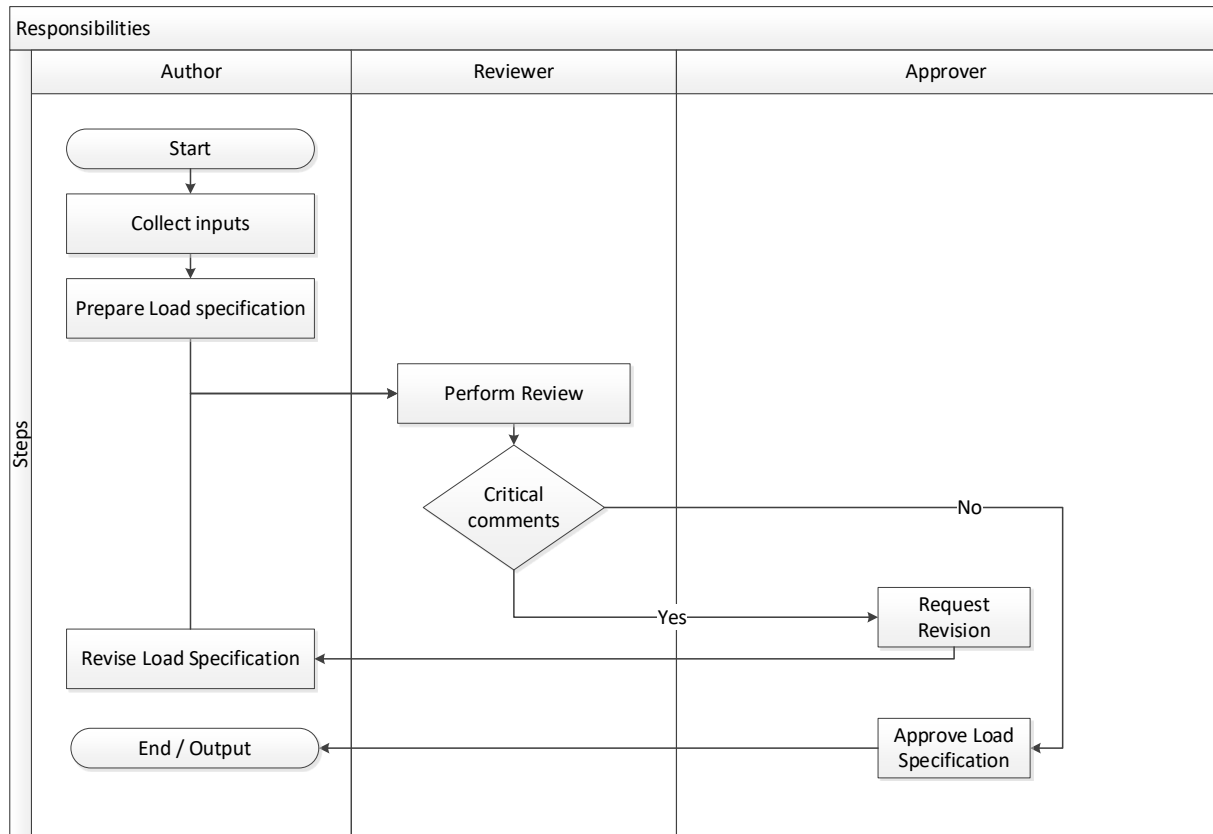 Responsibilities
Author
Reviewer
Approver
Steps
Start
Collect inputs
Prepare Load specification
Perform Review
Critical
comments
No
Yes
Request
Revision
Revise Load Specification
End / Output
Approve Load
Specification